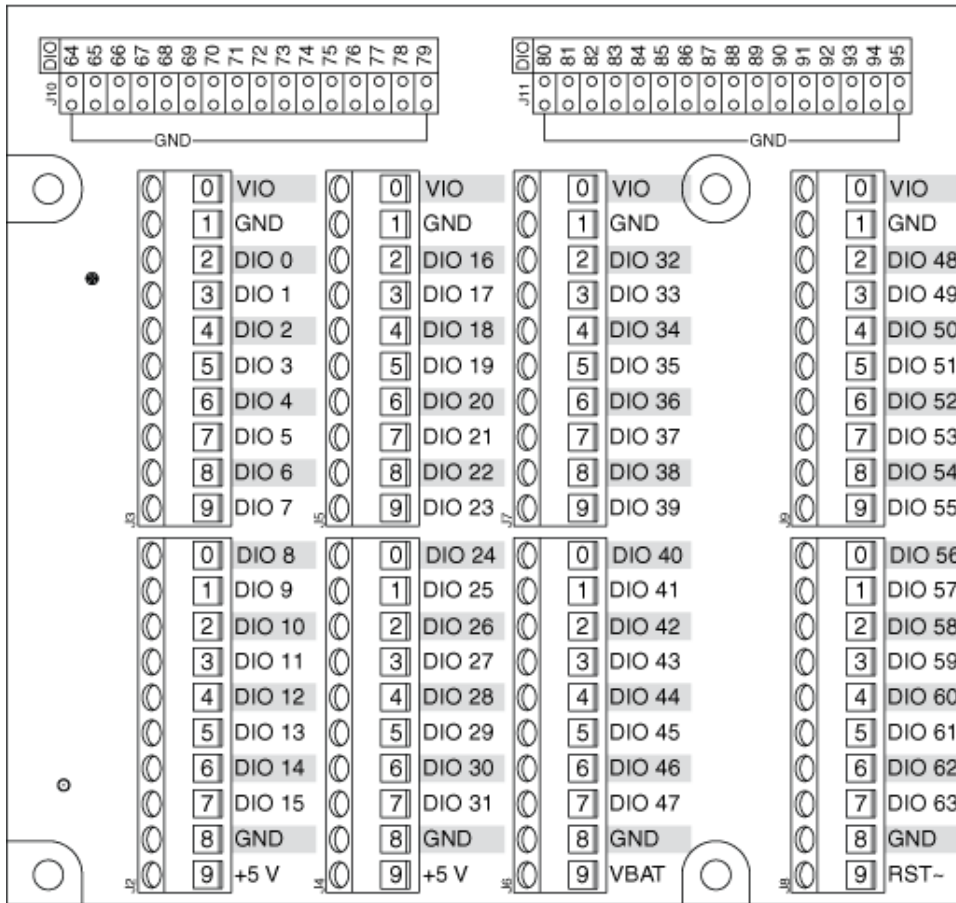 DIO 64 65 66 67 68 69 70 71 72 73 74 75 76 77 78 79
J10
GND
DIO 80 81 82 83 84 85 86 87 88 89 90 91 92 93 94 95
J11
GND
0 VIO
1 GND
2 DIO 0
3 DIO 1
4 DIO 2
5 DIO 3
6 DIO 4
7 DIO 5
8 DIO 6
9 DIO 7
J3
0 VIO
1 GND
2 DIO 16
3 DIO 17
4 DIO 18
5 DIO 19
6 DIO 20
7 DIO 21
8 DIO 22
9 DIO 23
J5
0 VIO
1 GND
2 DIO 32
3 DIO 33
4 DIO 34
5 DIO 35
6 DIO 36
7 DIO 37
8 DIO 38
9 DIO 39
J7
0 VIO
1 GND
2 DIO 48
3 DIO 49
4 DIO 50
5 DIO 51
6 DIO 52
7 DIO 53
8 DIO 54
9 DIO 55
J9
0 DIO 8
1 DIO 9
2 DIO 10
3 DIO 11
4 DIO 12
5 DIO 13
6 DIO 14
7 DIO 15
8 GND
9 +5 V
J2
0 DIO 24
1 DIO 25
2 DIO 26
3 DIO 27
4 DIO 28
5 DIO 29
6 DIO 30
7 DIO 31
8 GND
9 +5 V
J4
0 DIO 40
1 DIO 41
2 DIO 42
3 DIO 43
4 DIO 44
5 DIO 45
6 DIO 46
7 DIO 47
8 GND
9 VBAT
J6
0 DIO 56
1 DIO 57
2 DIO 58
3 DIO 59
4 DIO 60
5 DIO 61
6 DIO 62
7 DIO 63
8 GND
9 RST~
J8